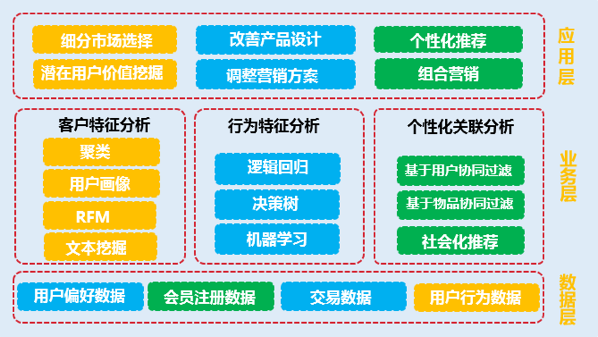 细分市场选择
改善产品设计
个性化推荐
潜在用户价值挖掘
调整营销方案
组合营销
应用层
客户特征分析
行为特征分析
个性化关联分析
聚类
用户画像
RFM
文本挖掘
逻辑回归
决策树
机器学习
基于用户协同过滤
基于物品协同过滤
社会化推荐
业务层
用户偏好数据
会员注册数据
交易数据
用户行为数据
数据层